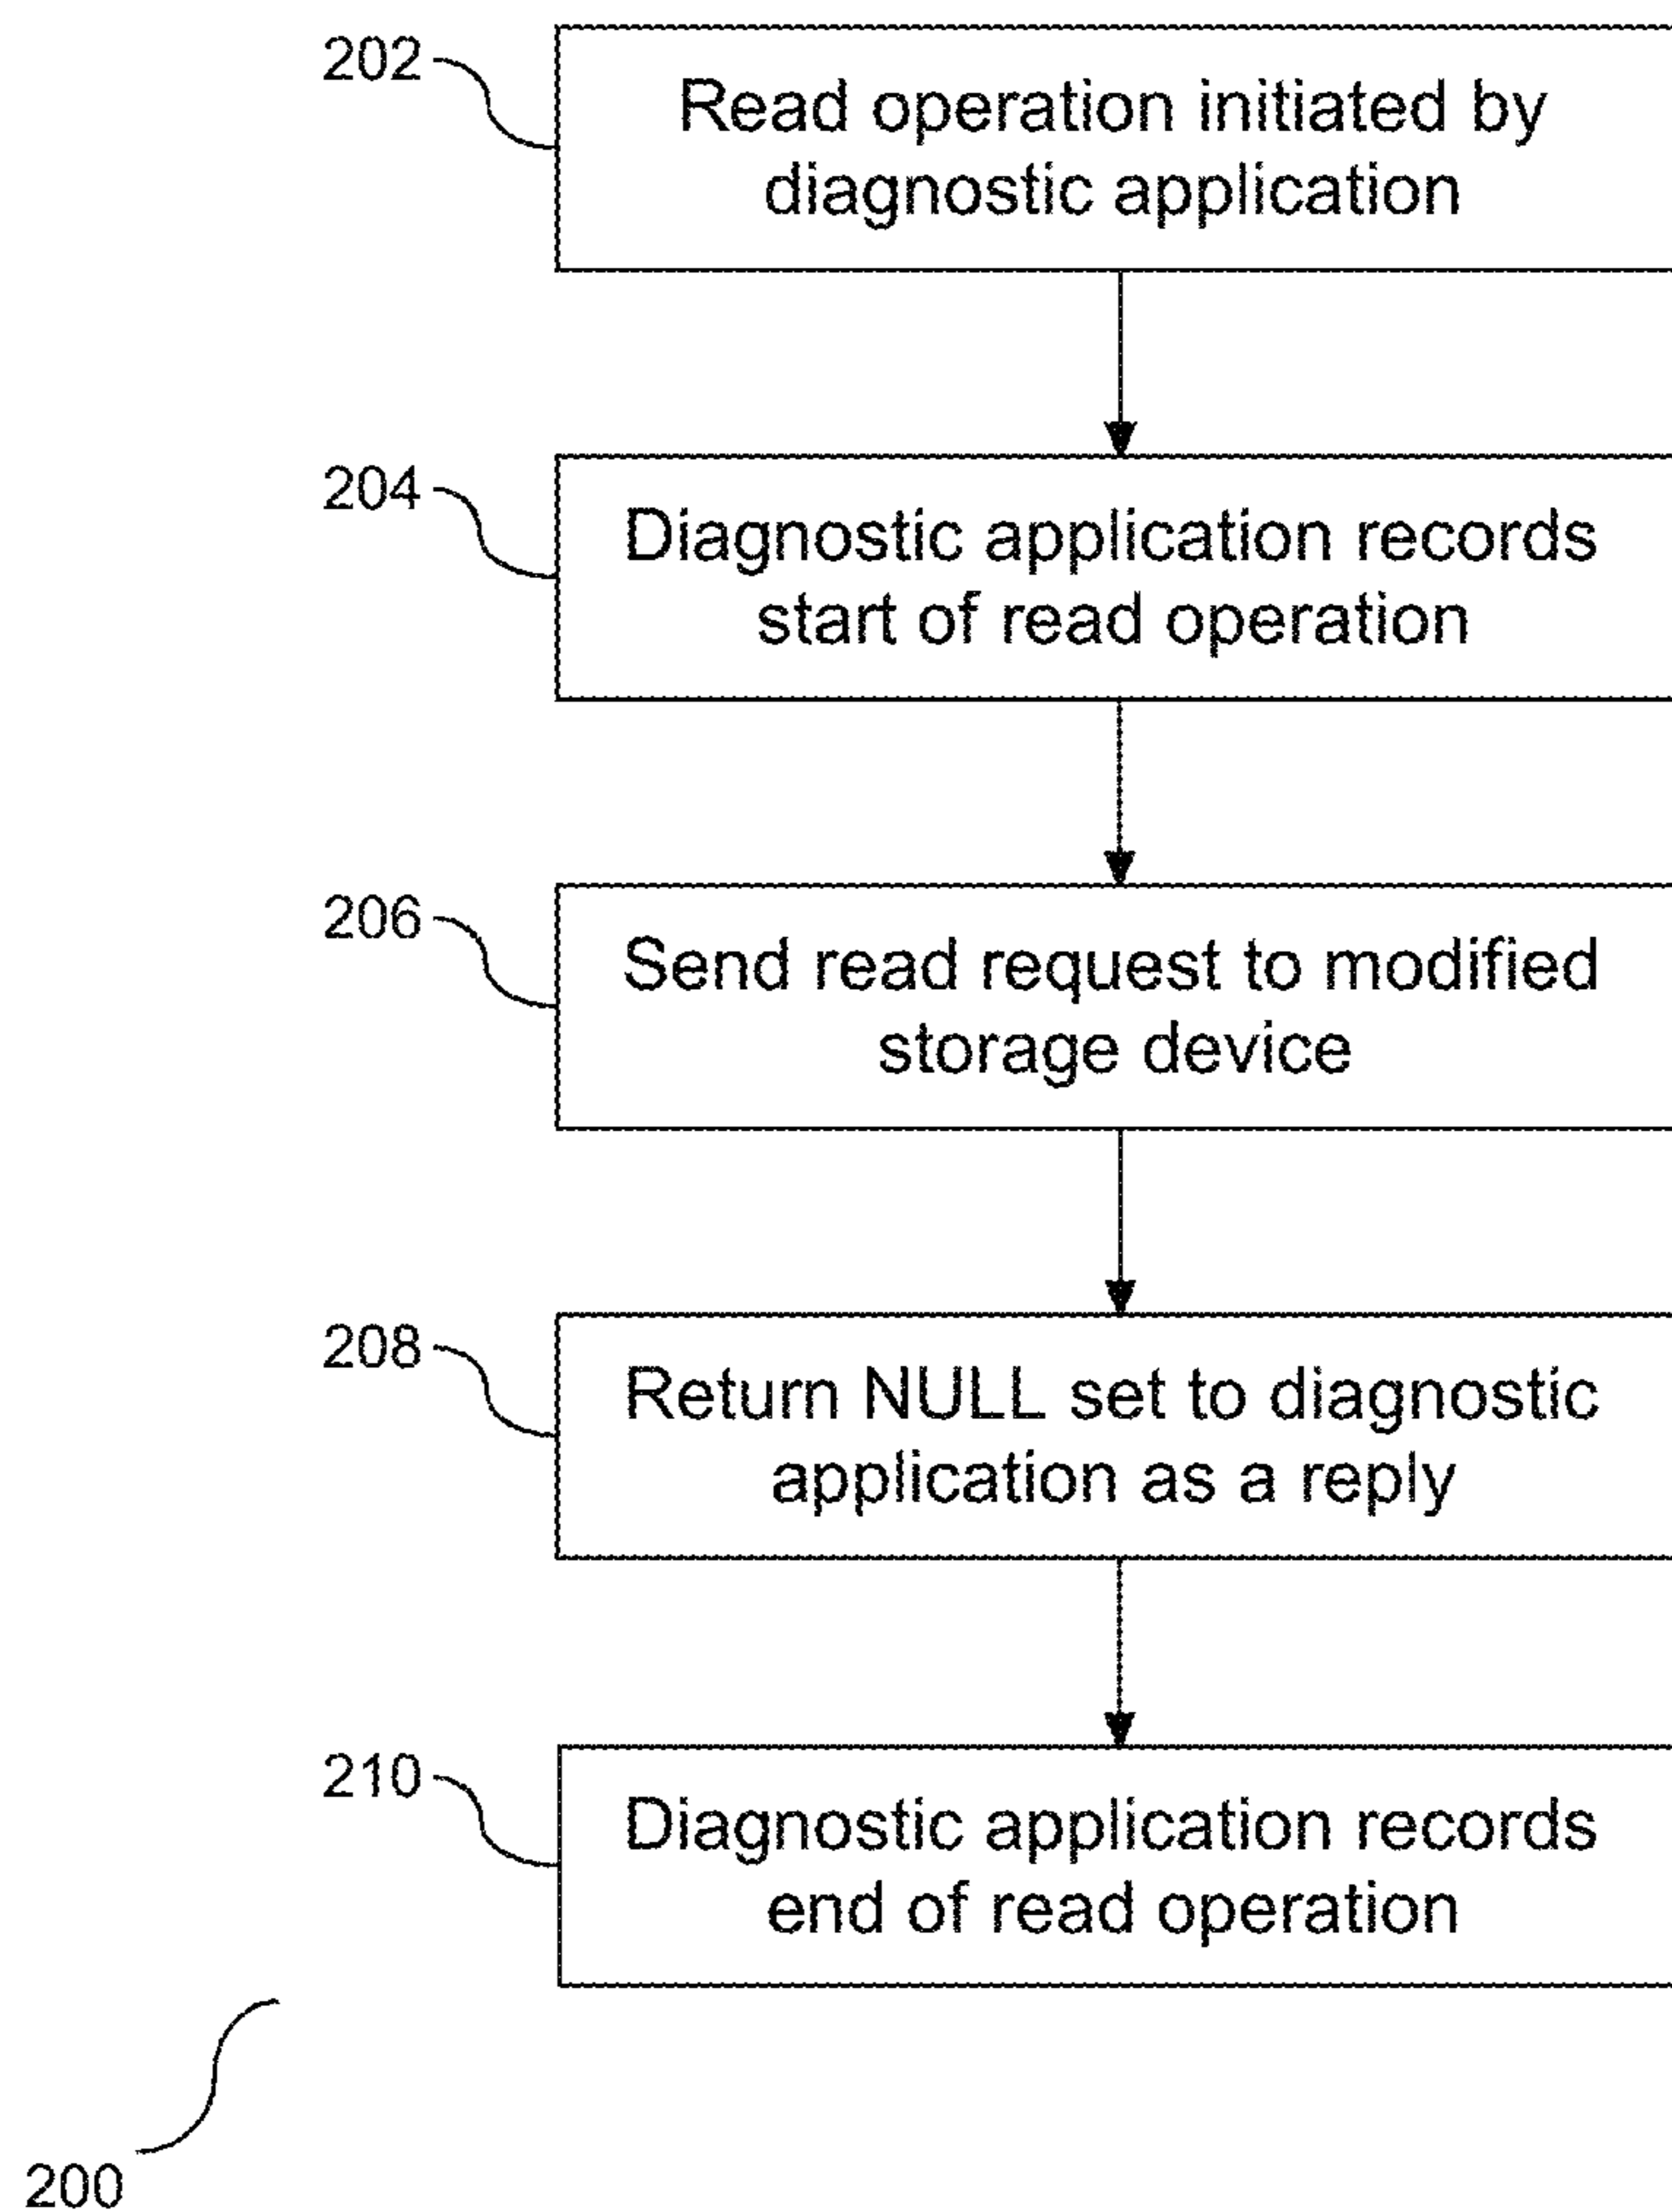 202
Read operation initiated by
diagnostic application
204
Diagnostic application records
start of read operation
206
Send read request to modified
storage device
208
Return NULL set to diagnostic
application as a reply
210
Diagnostic application records
end of read operation
200